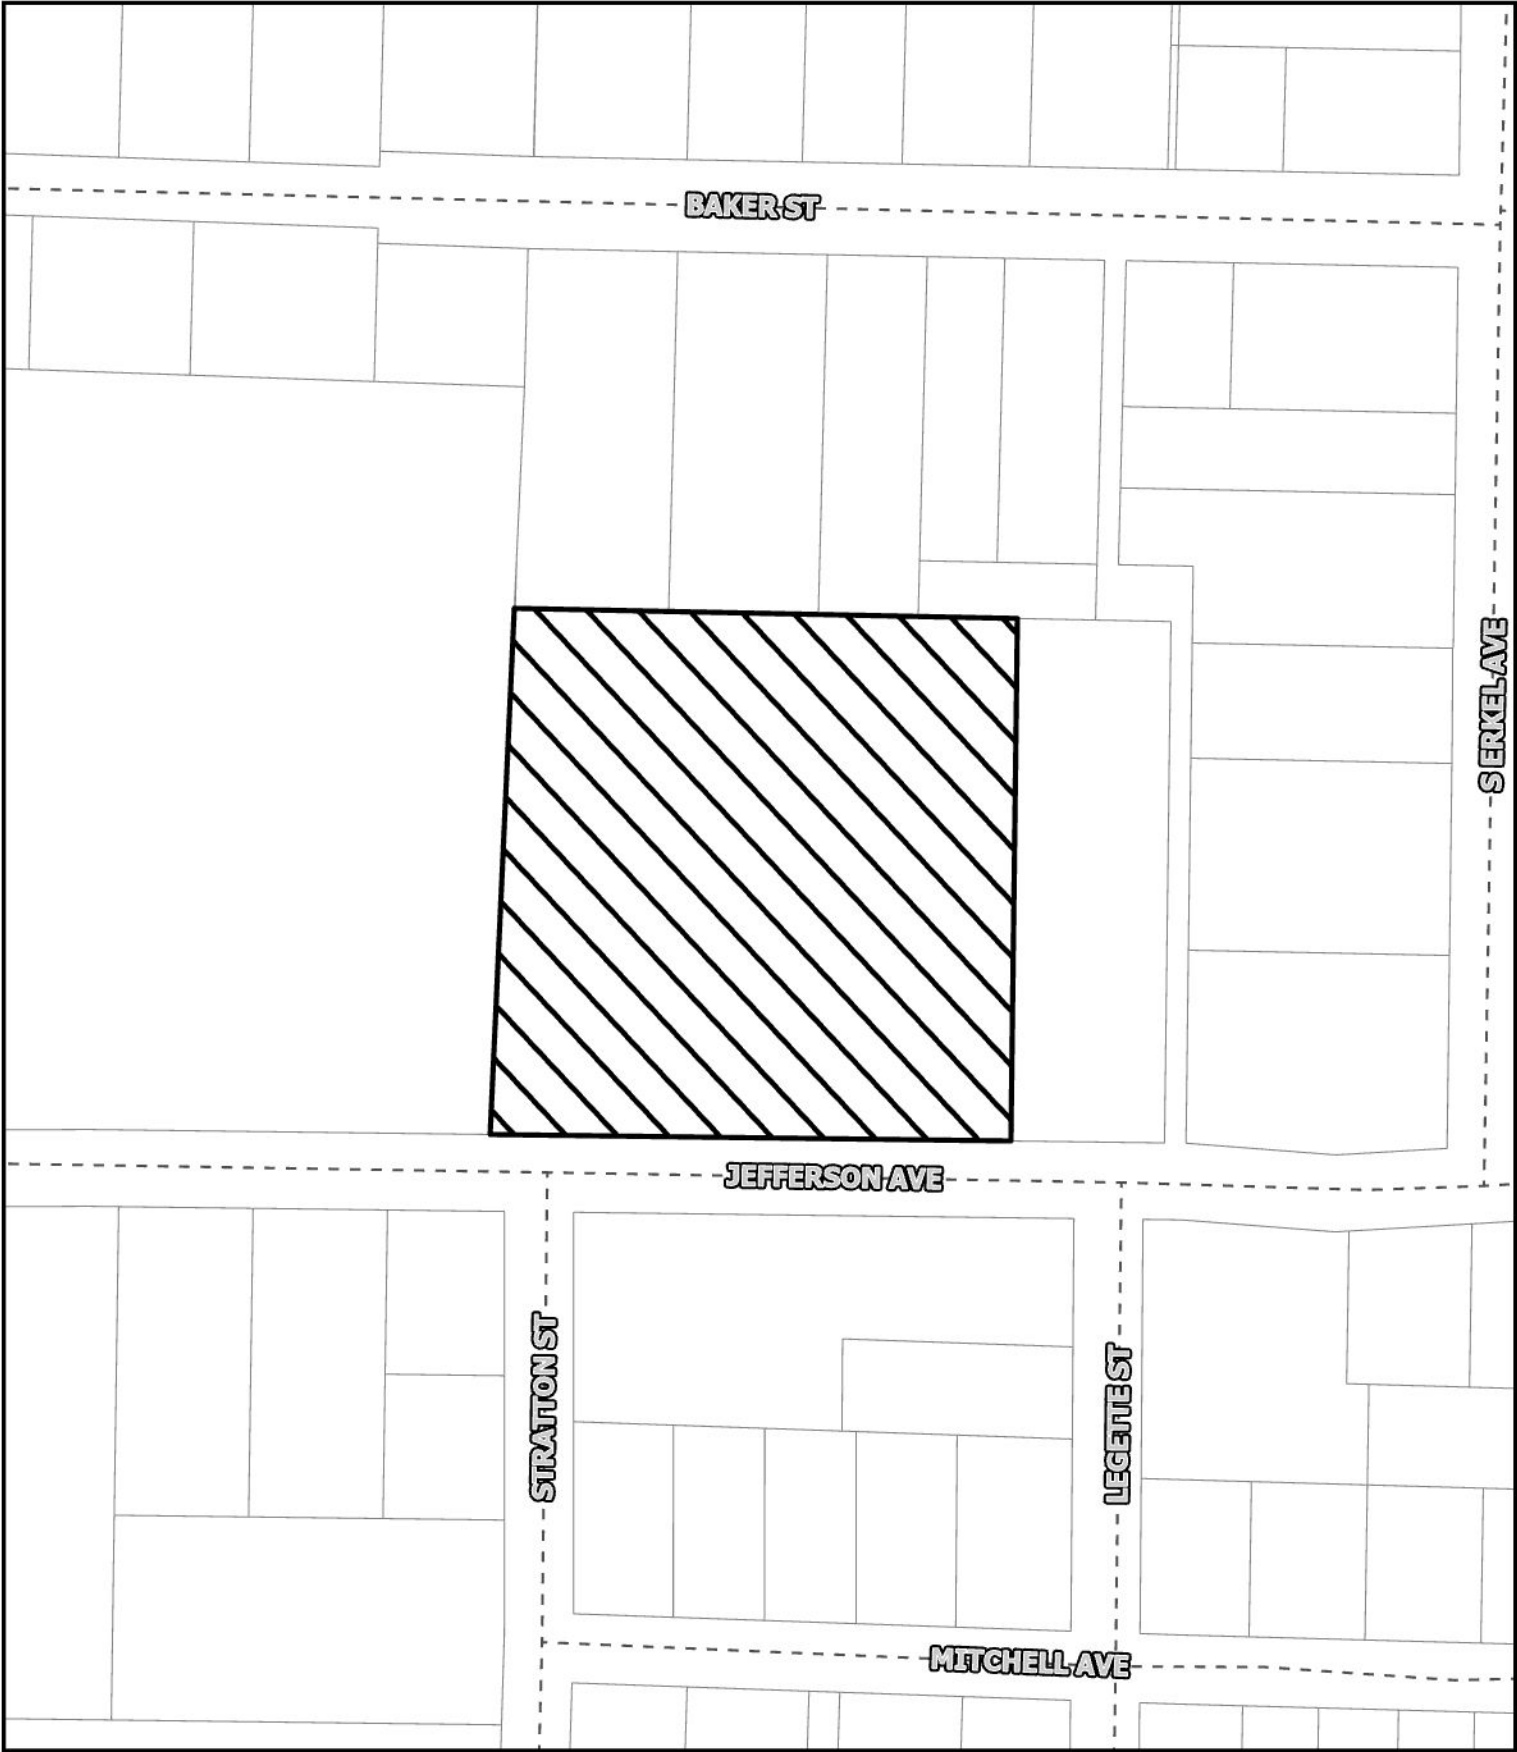 BAKER ST
S ERKEL AVE
JEFFERSON AVE
STRATTON ST
LEGETTE ST
MITCHELL AVE